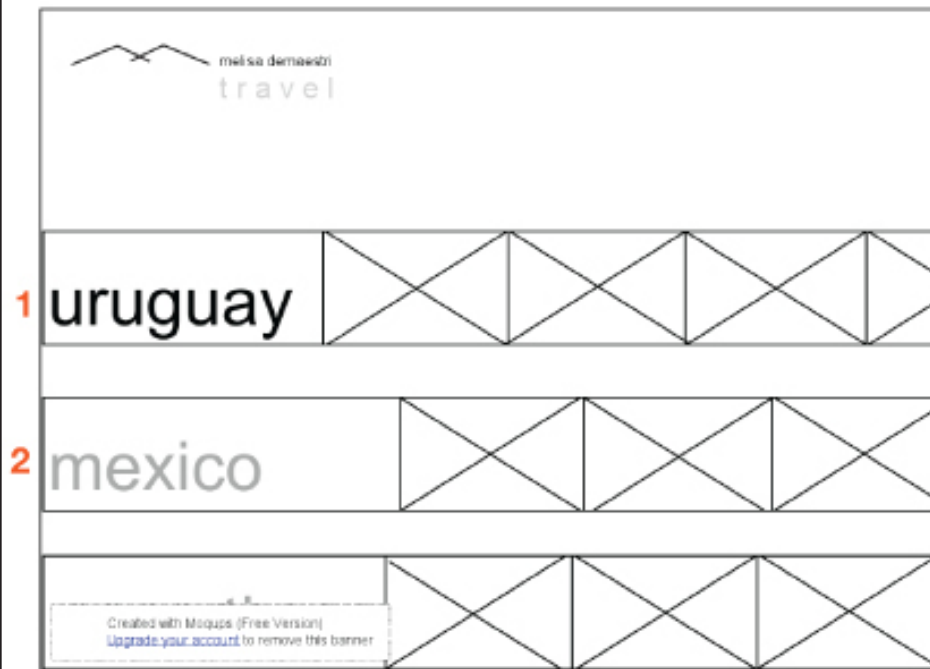 melisa demaestri
travel
1 uruguay
2 mexico
Created with Moqups (Free Version)
Upgrade your account to remove this banner